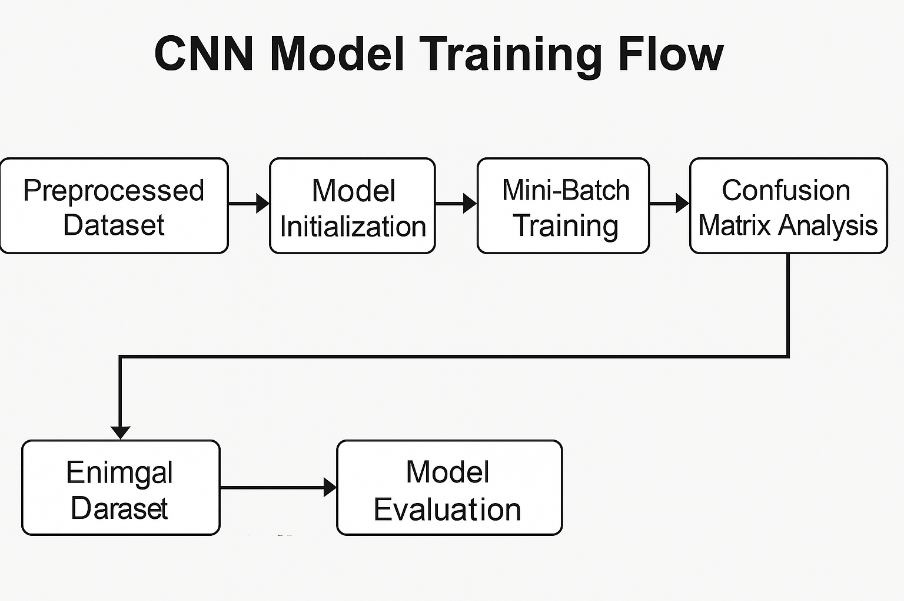 CNN Model Training Flow
Preprocessed
Dataset
Model
Initialization
Mini-Batch
Training
Confusion
Matrix Analysis
Enimgal
Daraset
Model
Evaluation